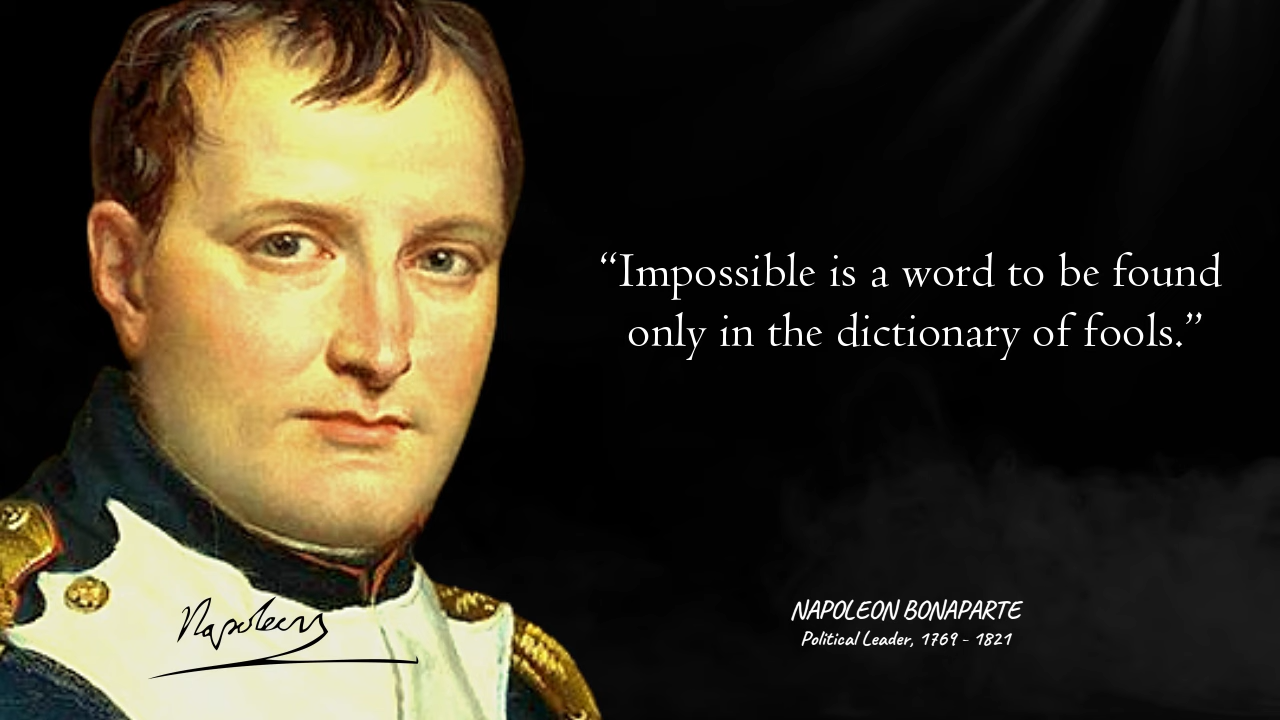 “Impossible is a word to be found
only in the dictionary of fools.”
Napoleon
NAPOLEON BONAPARTE
Political Leader, 1769 - 1821